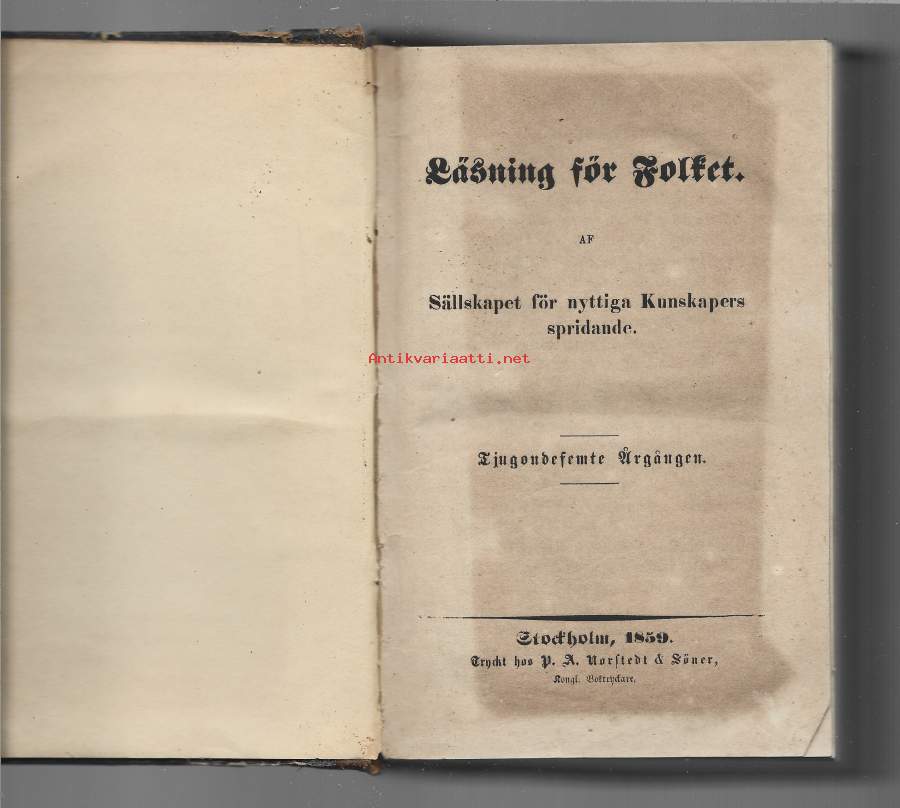 Läsning för Folket.
AF
Sällskapet för nyttiga Kunskapers
spridande.
Antikvariaatti.net
Tjugondefemte Årgången.
Stockholm, 1859.
Tryckt hos P. A. Norstedt & Söner,
Kongl. Boktryckare.